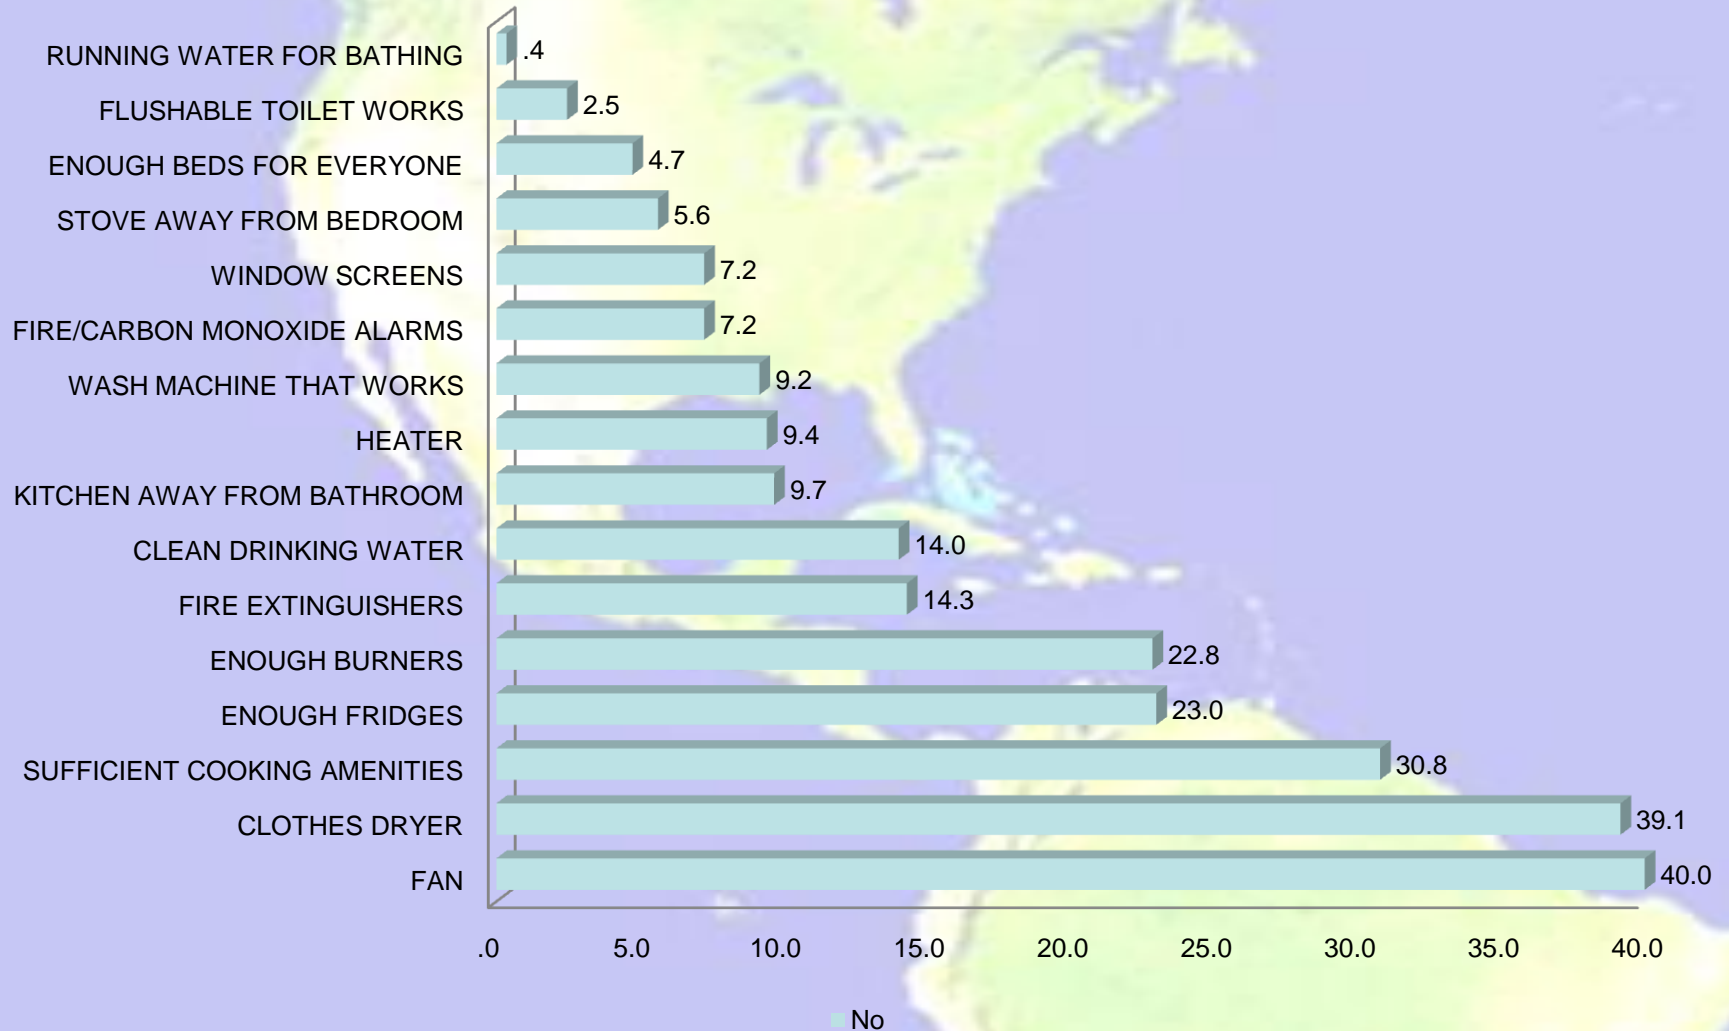 RUNNING WATER FOR BATHING .4
FLUSHABLE TOILET WORKS 2.5
ENOUGH BEDS FOR EVERYONE 4.7
STOVE AWAY FROM BEDROOM 5.6
WINDOW SCREENS 7.2
FIRE/CARBON MONOXIDE ALARMS 7.2
WASH MACHINE THAT WORKS 9.2
HEATER 9.4
KITCHEN AWAY FROM BATHROOM 9.7
CLEAN DRINKING WATER 14.0
FIRE EXTINGUISHERS 14.3
ENOUGH BURNERS 22.8
ENOUGH FRIDGES 23.0
SUFFICIENT COOKING AMENITIES 30.8
CLOTHES DRYER 39.1
FAN 40.0
.0 5.0 10.0 15.0 20.0 25.0 30.0 35.0 40.0
No